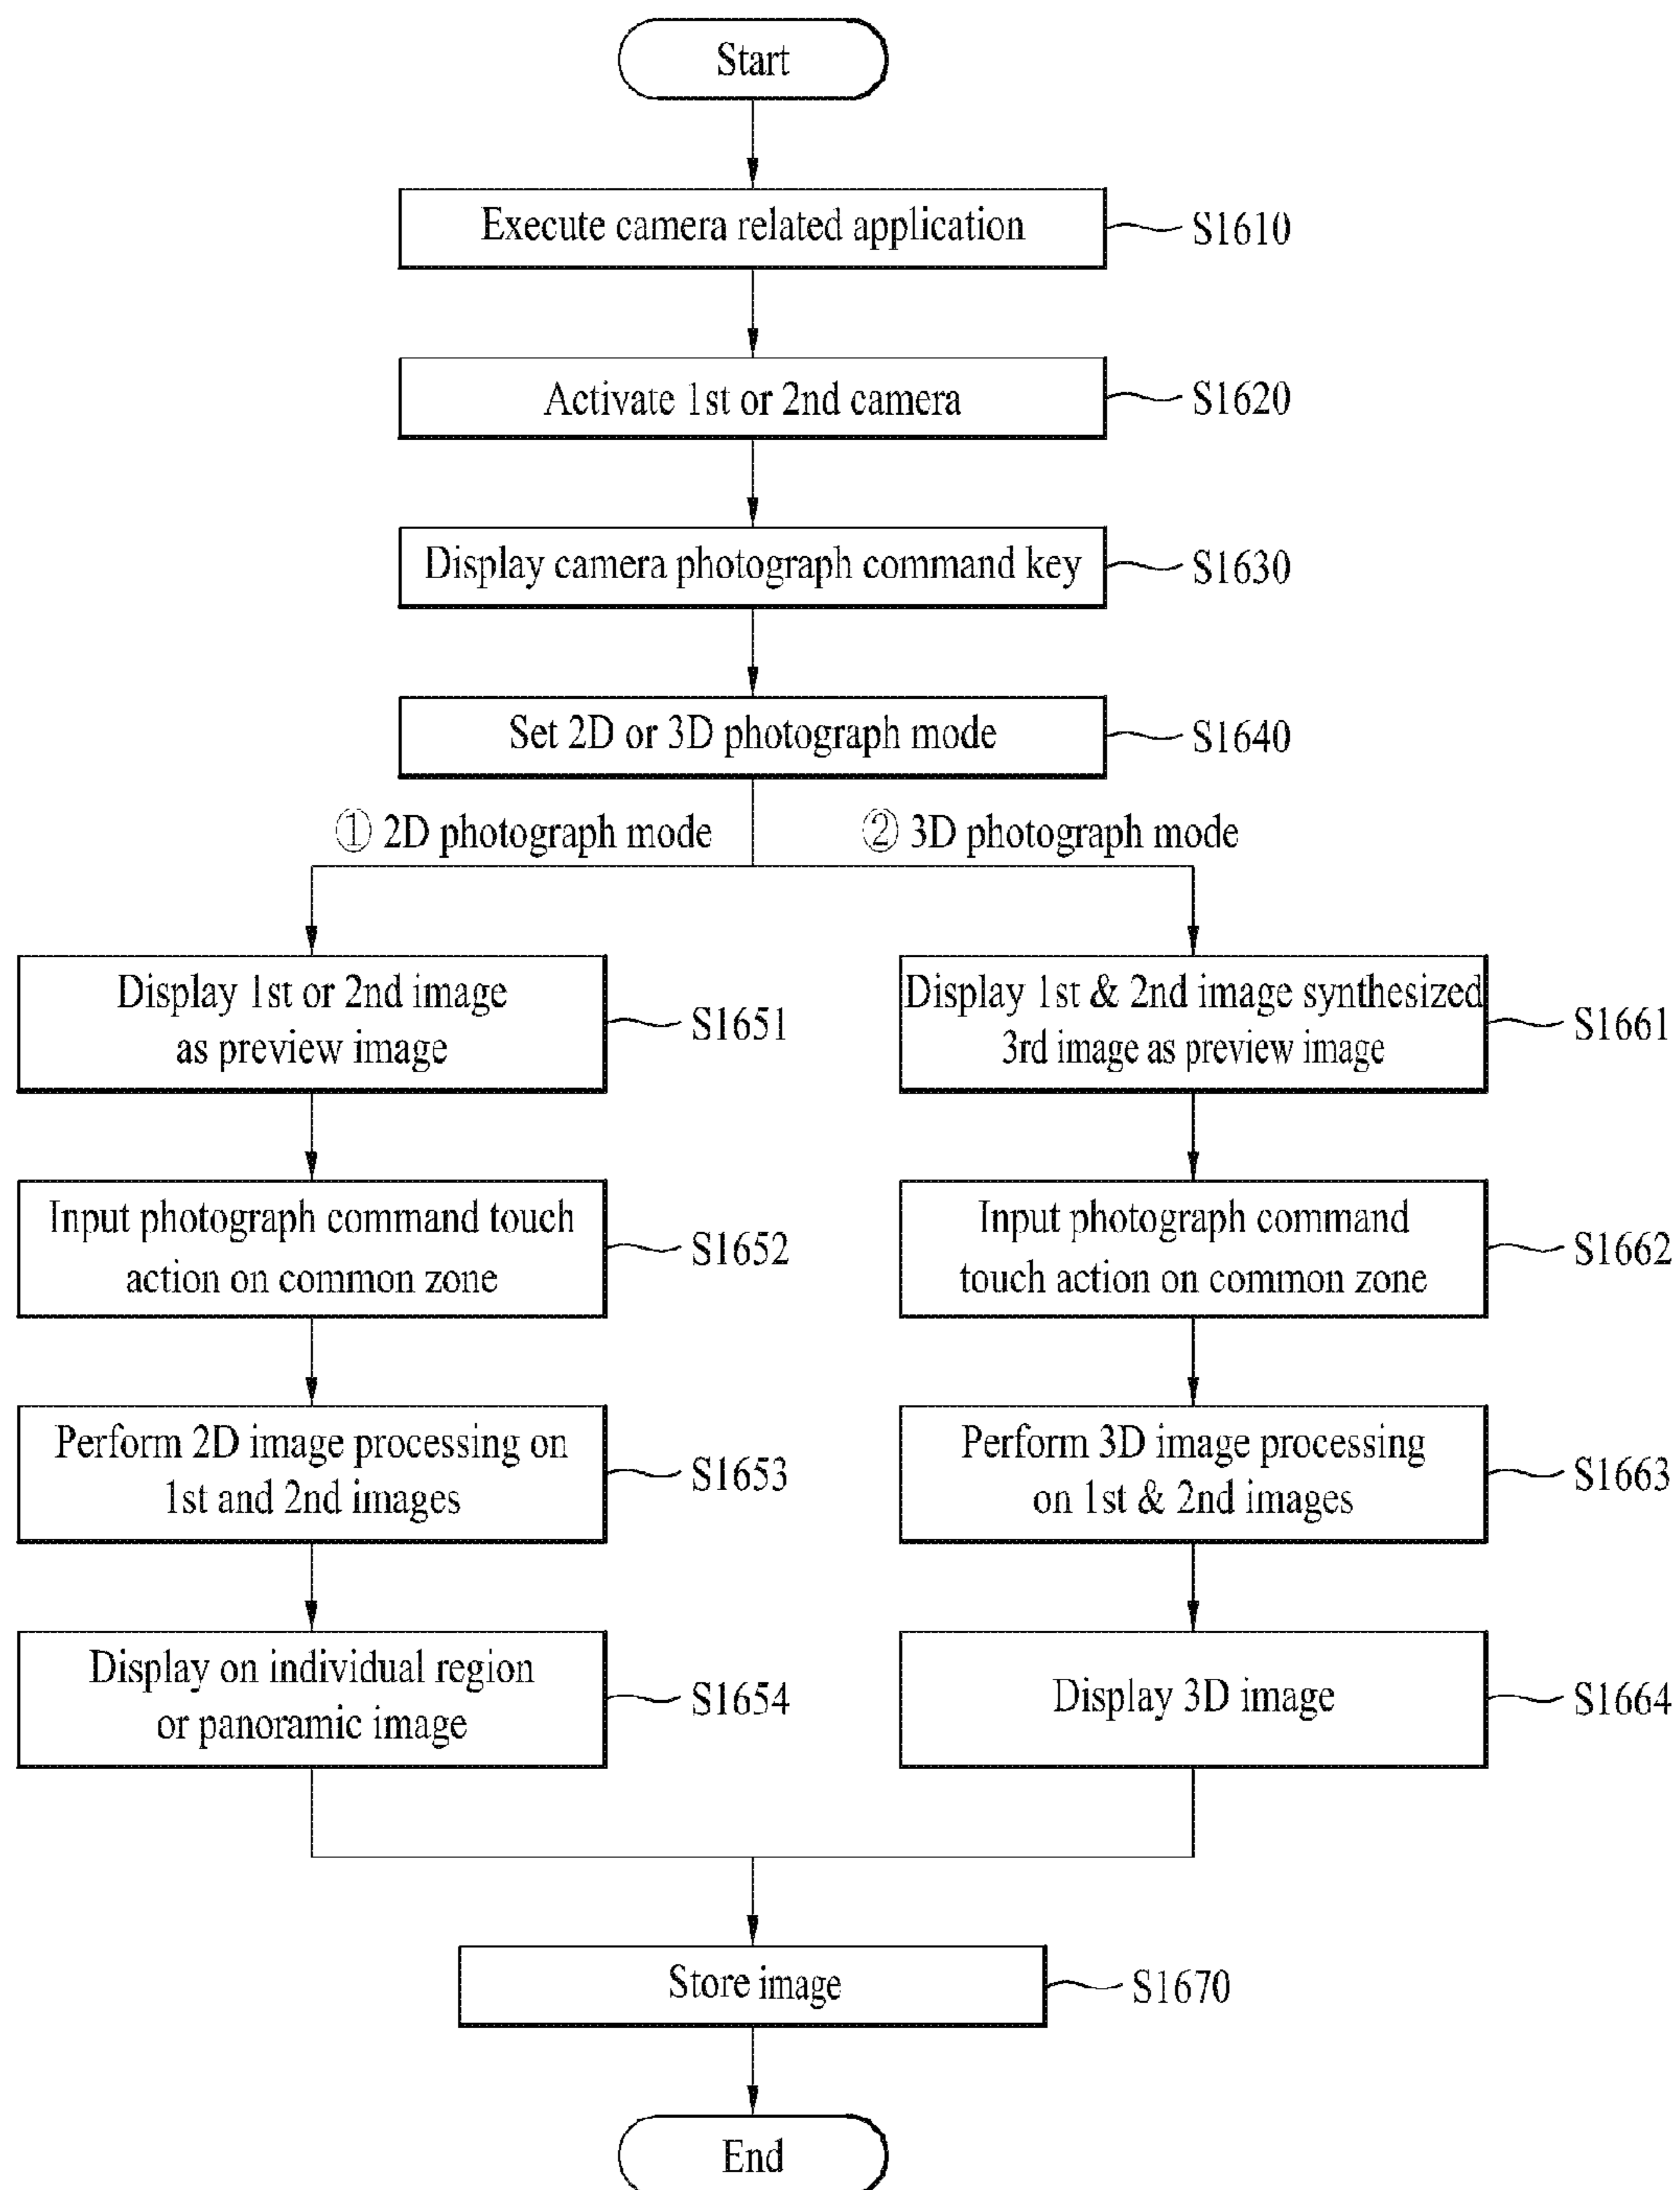 Start
Execute camera related application
S1610
Activate 1st or 2nd camera
S1620
Display camera photograph command key
S1630
Set 2D or 3D photograph mode
S1640
① 2D photograph mode
② 3D photograph mode
Display 1st or 2nd image
as preview image
S1651
Display 1st & 2nd image synthesized
3rd image as preview image
S1661
Input photograph command touch
action on common zone
S1652
Input photograph command
touch action on common zone
S1662
Perform 2D image processing on
1st and 2nd images
S1653
Perform 3D image processing
on 1st & 2nd images
S1663
Display on individual region
or panoramic image
S1654
Display 3D image
S1664
Store image
S1670
End